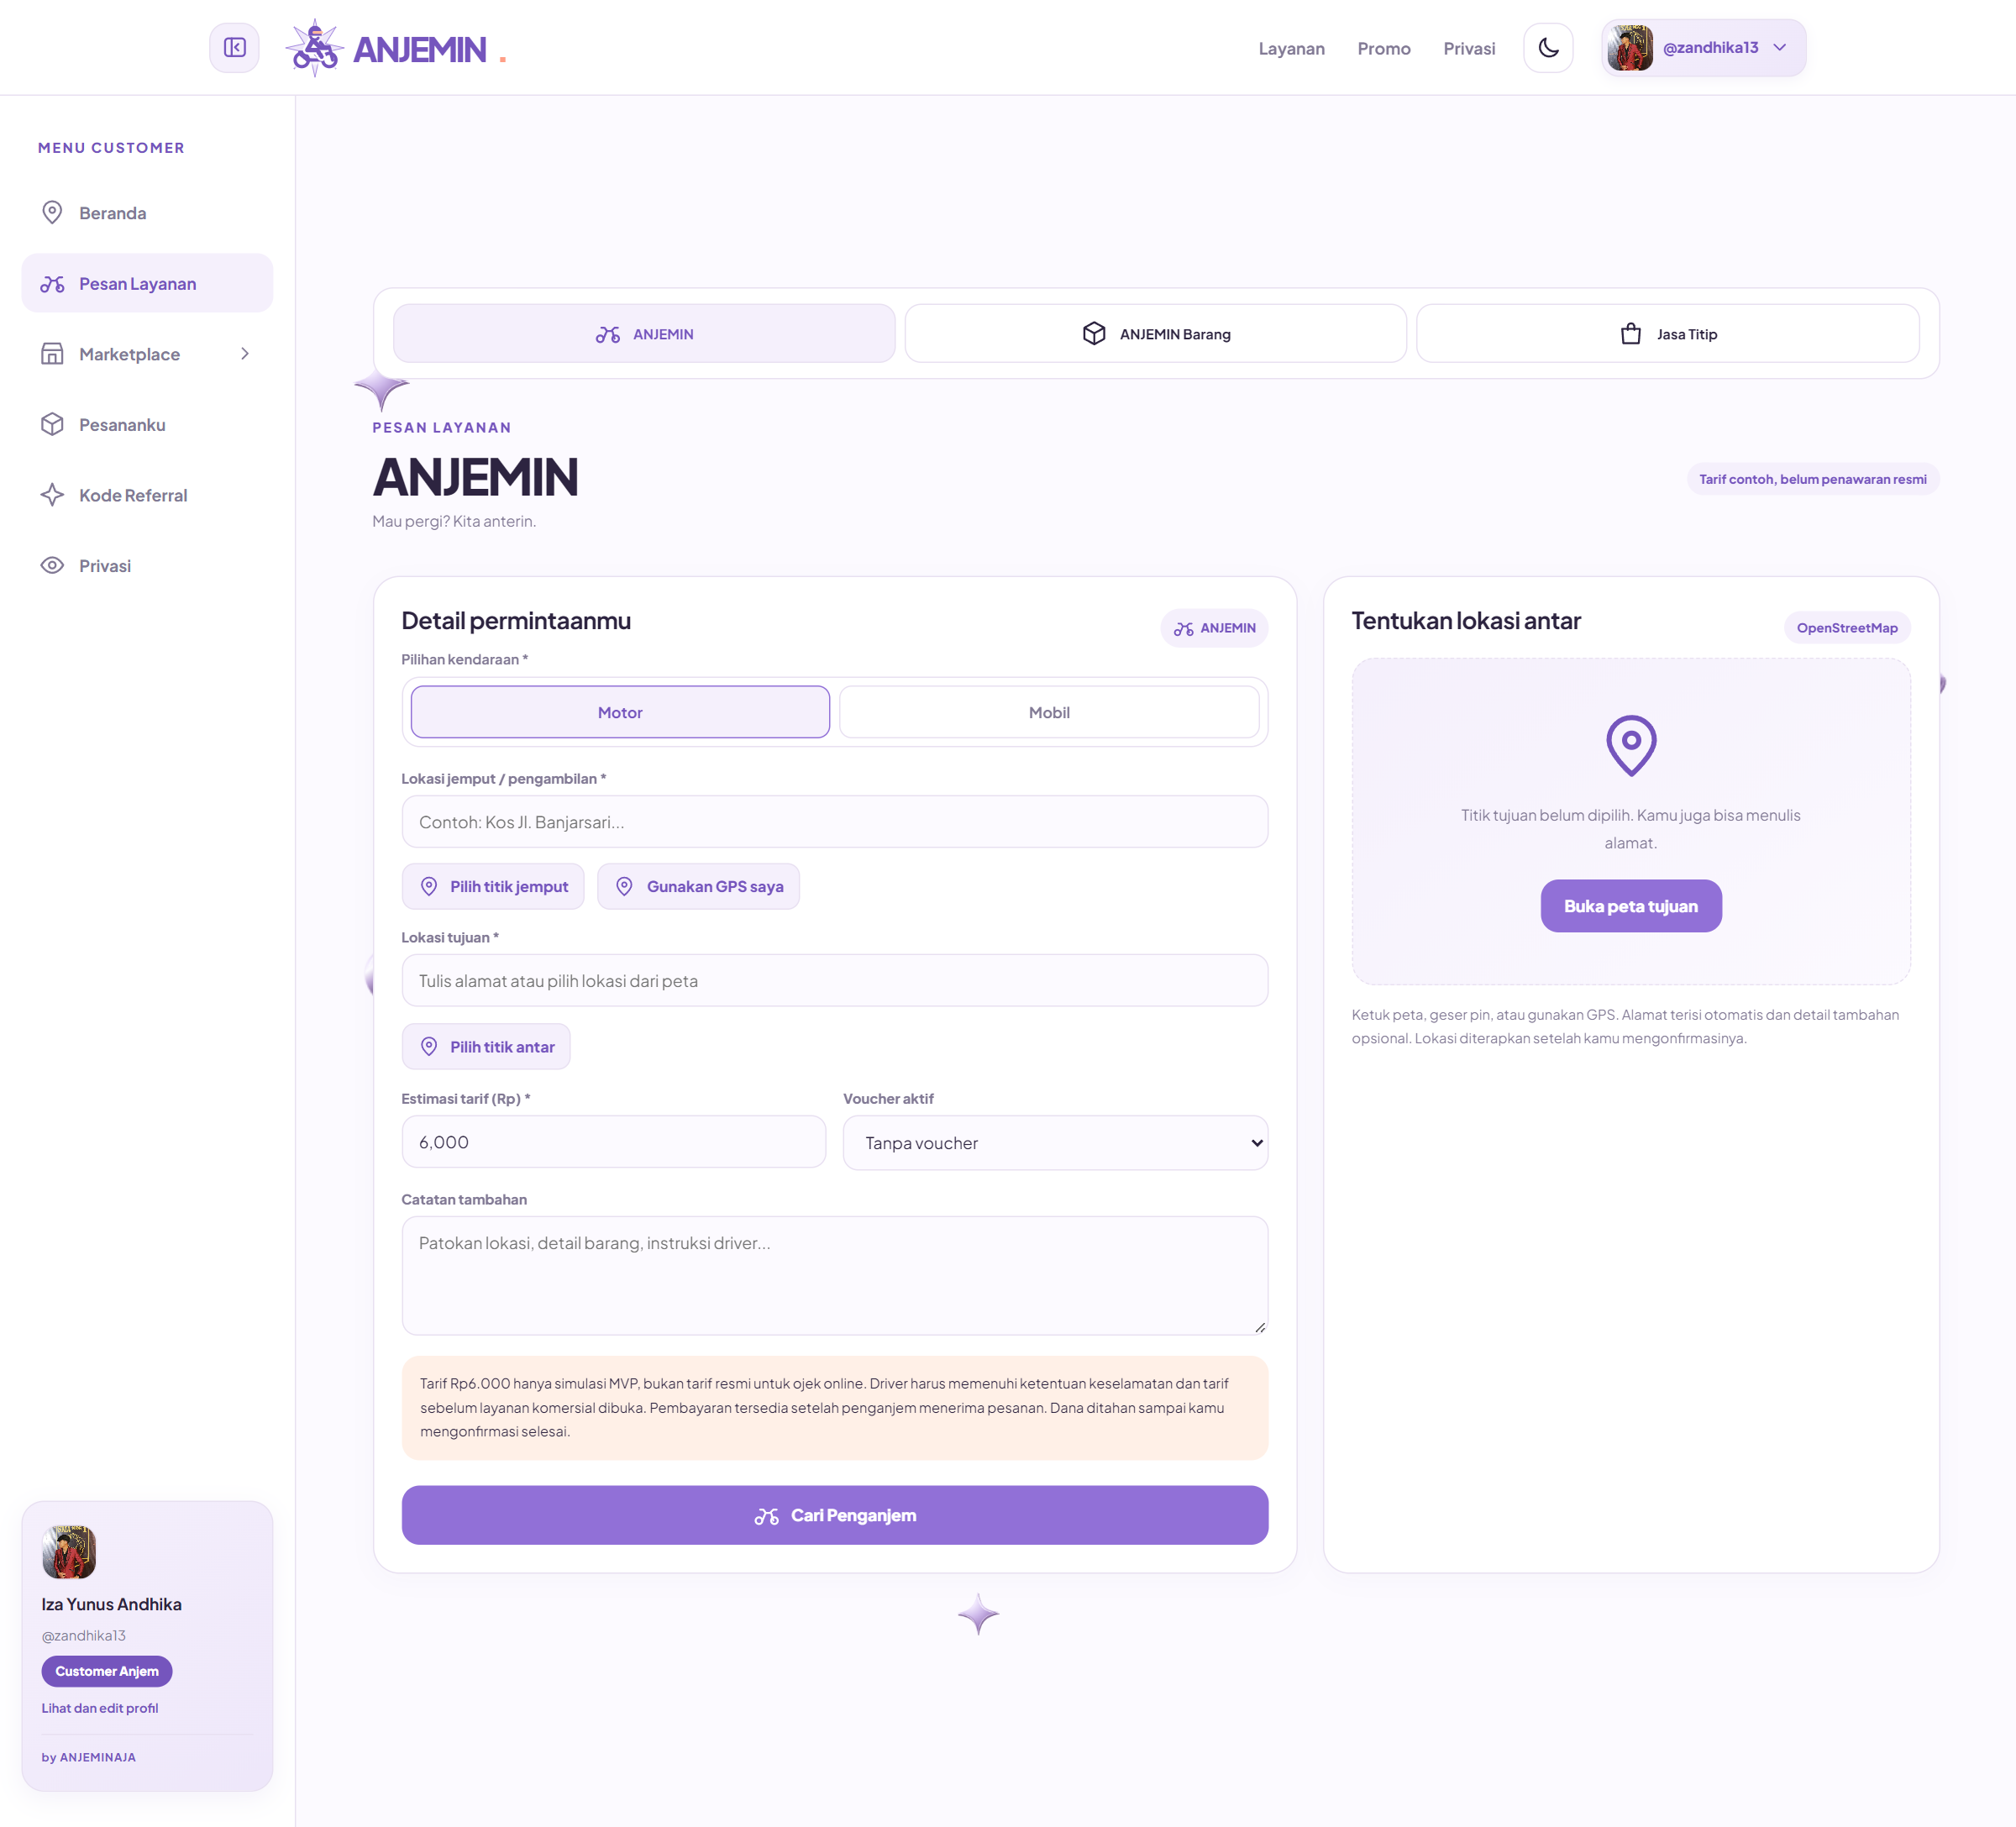 ANJEMIN .
Layanan
Promo
Privasi
@zandhika13
MENU CUSTOMER
Beranda
Pesan Layanan
Marketplace
Pesananku
Kode Referral
Privasi
Iza Yunus Andhika
@zandhika13
Customer Anjem
Lihat dan edit profil
by ANJEMINAJA
ANJEMIN
ANJEMIN Barang
Jasa Titip
PESAN LAYANAN
ANJEMIN
Mau pergi? Kita anterin.
Tarif contoh, belum penawaran resmi
Detail permintaanmu
ANJEMIN
Pilihan kendaraan *
Motor
Mobil
Lokasi jemput / pengambilan *
Contoh: Kos Jl. Banjarsari...
Pilih titik jemput
Gunakan GPS saya
Lokasi tujuan *
Tulis alamat atau pilih lokasi dari peta
Pilih titik antar
Estimasi tarif (Rp) *
6,000
Voucher aktif
Tanpa voucher
Catatan tambahan
Patokan lokasi, detail barang, instruksi driver...
Tarif Rp6.000 hanya simulasi MVP, bukan tarif resmi untuk ojek online. Driver harus memenuhi ketentuan keselamatan dan tarif
sebelum layanan komersial dibuka. Pembayaran tersedia setelah penganjem menerima pesanan. Dana ditahan sampai kamu
mengonfirmasi selesai.
Cari Penganjem
Tentukan lokasi antar
OpenStreetMap
Titik tujuan belum dipilih. Kamu juga bisa menulis
alamat.
Buka peta tujuan
Ketuk peta, geser pin, atau gunakan GPS. Alamat terisi otomatis dan detail tambahan
opsional. Lokasi diterapkan setelah kamu mengonfirmasinya.